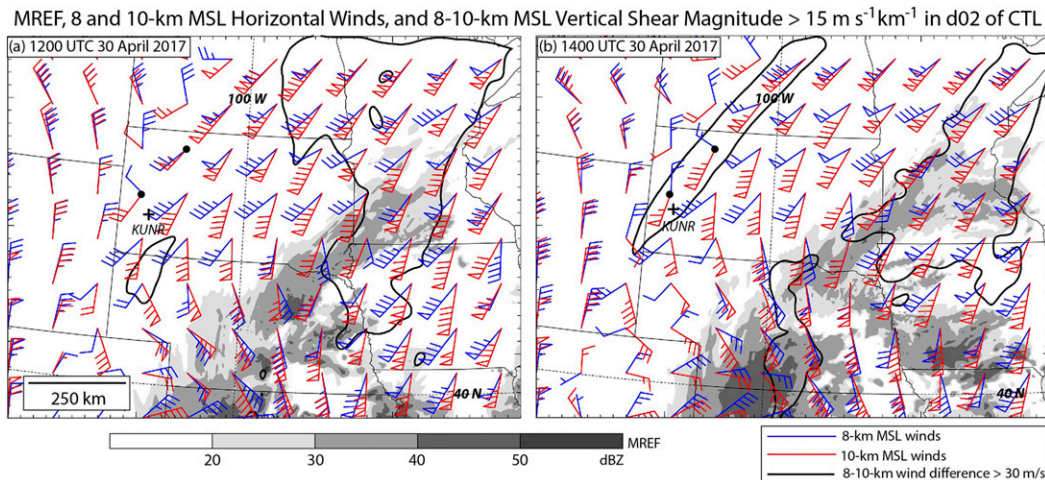 MREF, 8 and 10-km MSL Horizontal Winds, and 8-10-km MSL Vertical Shear Magnitude > 15 m s⁻¹km⁻¹ in d02 of CTL
(a) 1200 UTC 30 April 2017
100 W
KUNR
250 km
40 N
(b) 1400 UTC 30 April 2017
100 W
KUNR
40 N
MREF
20 30 40 50 dBZ
8-km MSL winds
10-km MSL winds
8-10-km wind difference > 30 m/s